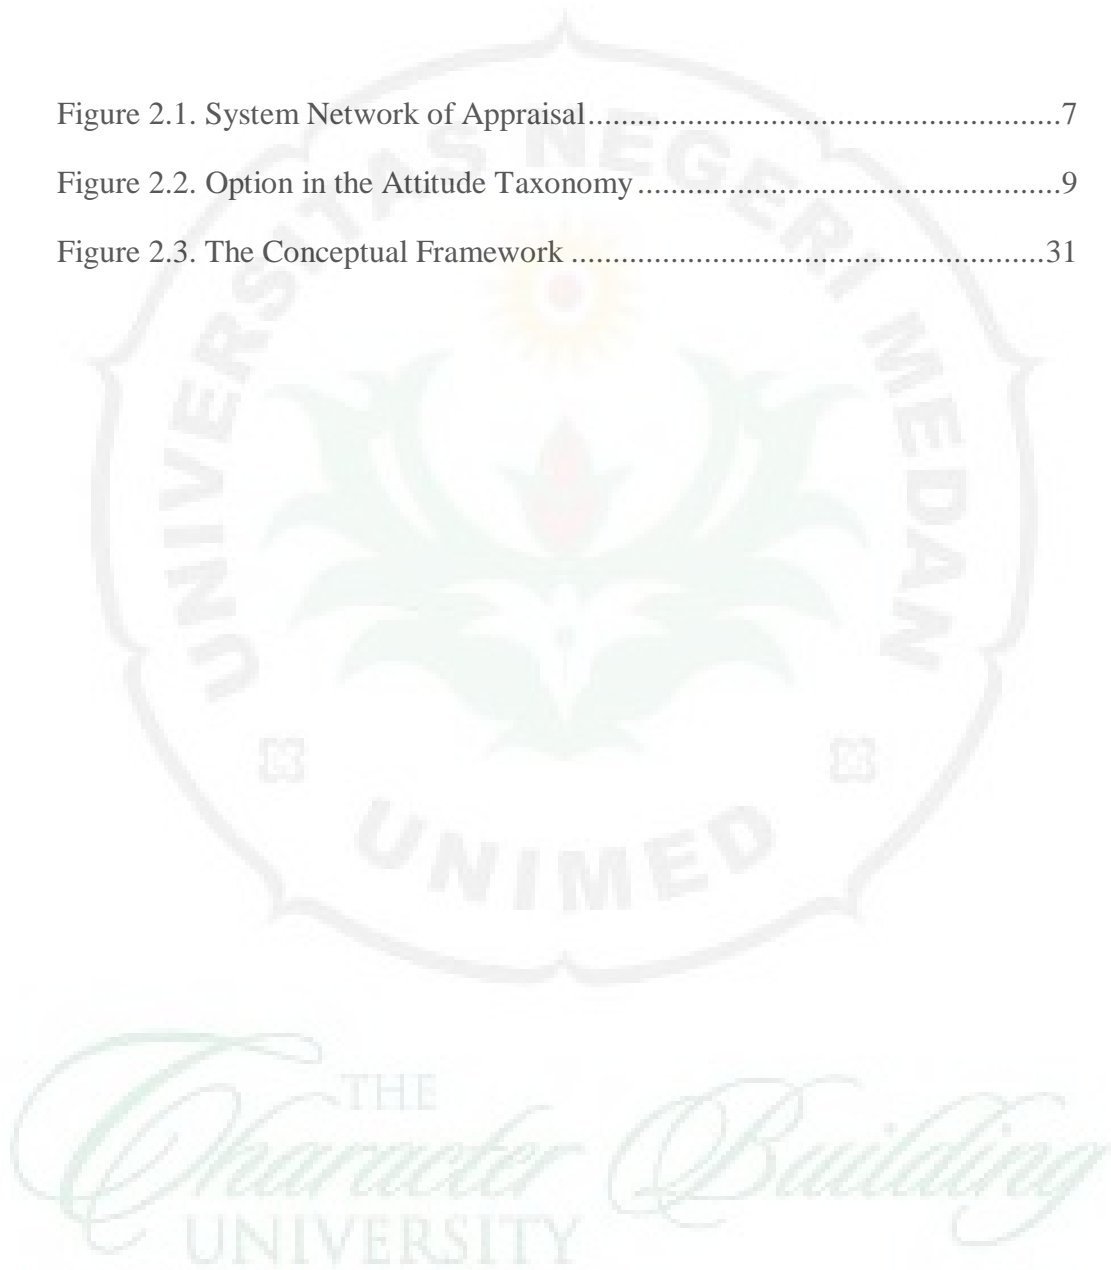 Figure 2.1. System Network of Appraisal............................................................7
Figure 2.2. Option in the Attitude Taxonomy......................................................9
Figure 2.3. The Conceptual Framework ............................................................31
UNIVERSITAS NEGERI MEDAN
UNIMED
THE
Character Building
UNIVERSITY